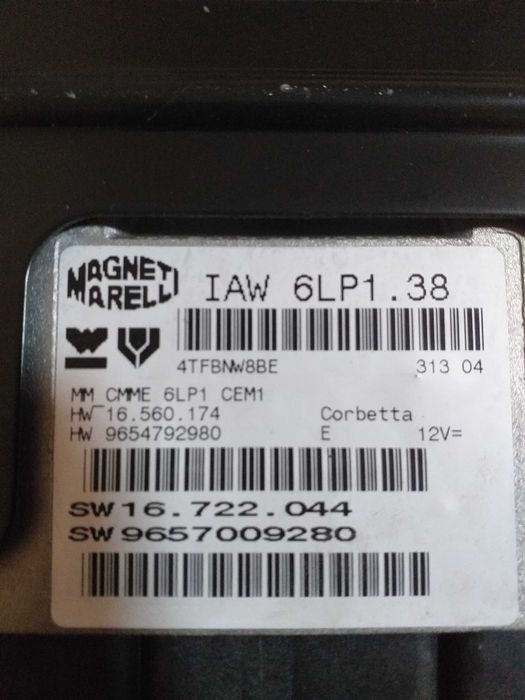 MAGNETI
MARELLI
IAW 6LP1.38
4TFBNW8BE 313 04
MM CMME 6LP1 CEM1
HW 16.560.174 Corbetta
HW 9654792980 E 12V=
SW 16.722.044
SW 9657009280